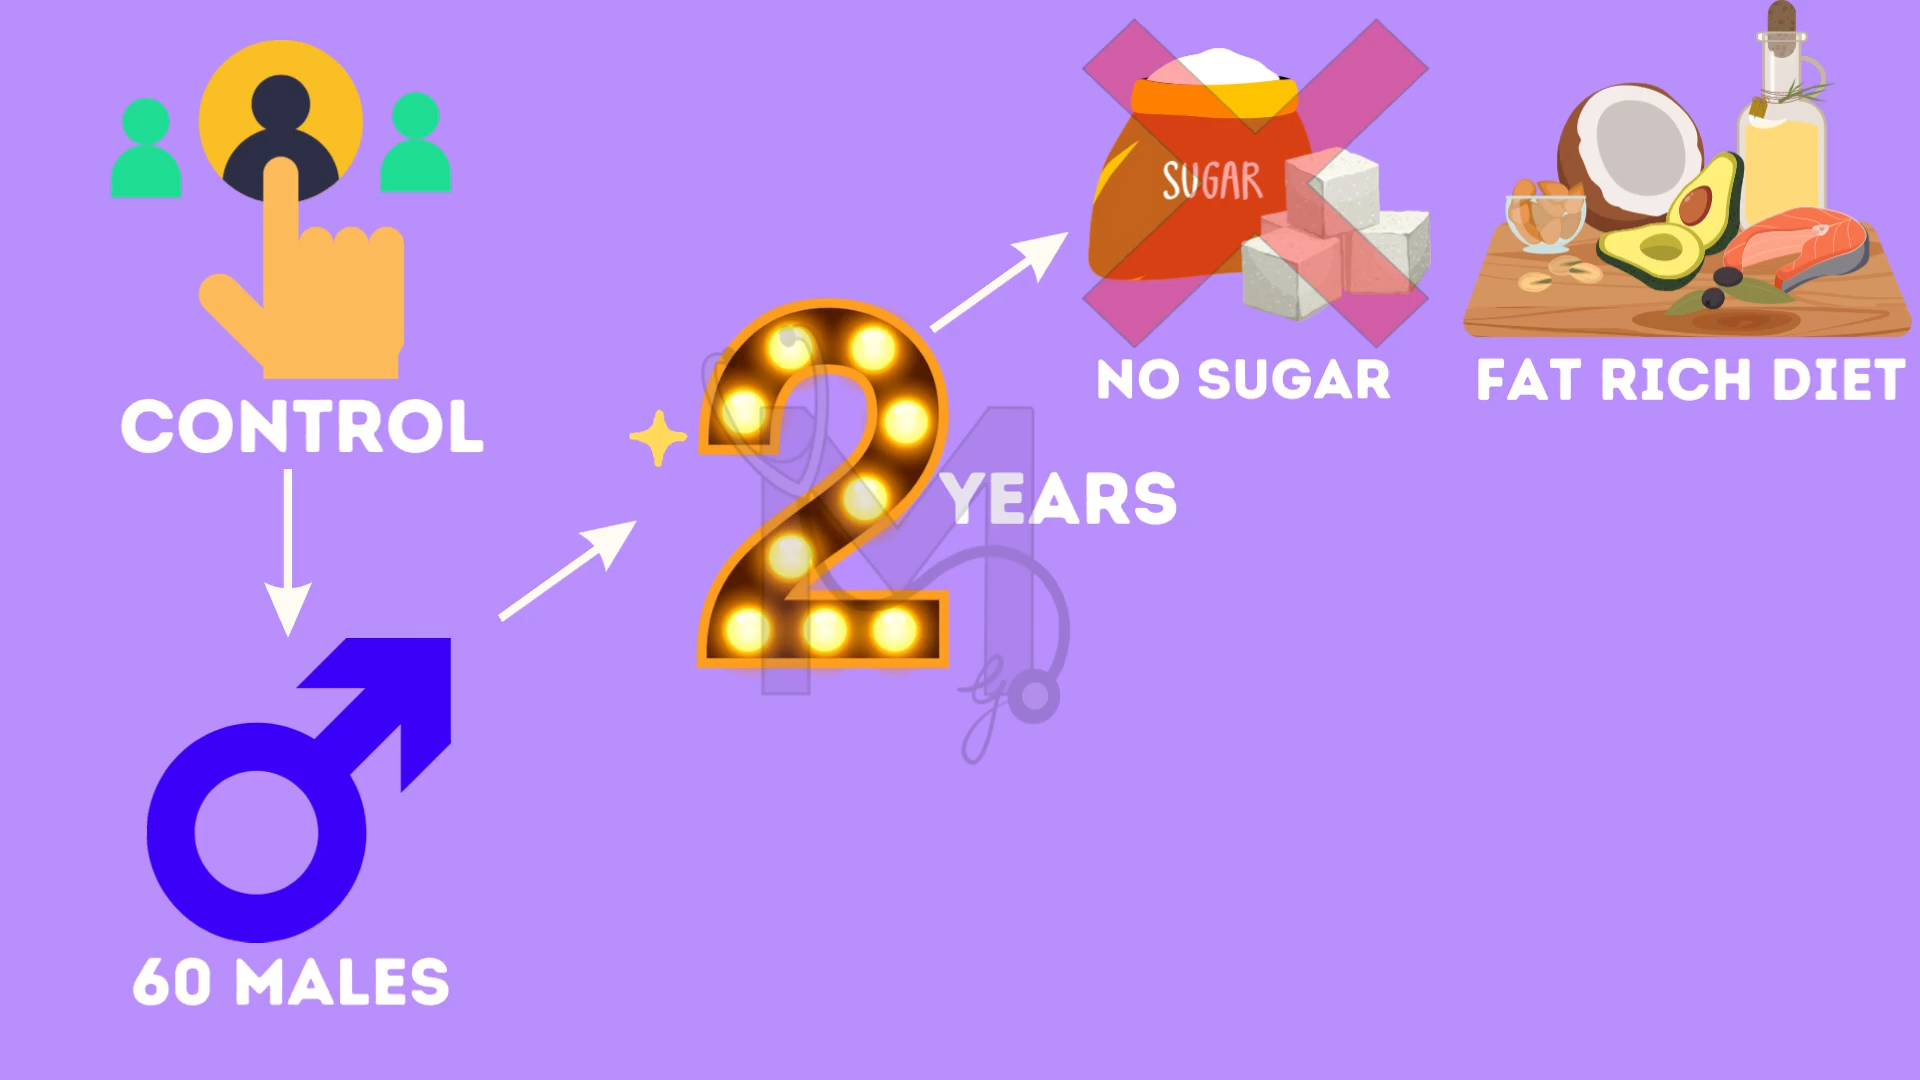 CONTROL
60 MALES
2
YEARS
SUGAR
NO SUGAR
FAT RICH DIET
M
G